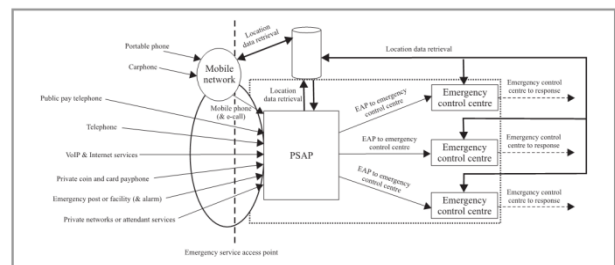 Portable phone
Carphone
Mobile
network
Location
data retrieval
Location data retrieval
Location
data retrieval
Mobile phone
(& e-call)
Public pay telephone
Telephone
VoIP & Internet services
Private coin and card payphone
Emergency post or facility (& alarm)
Private networks or attendant services
PSAP
EAP to emergency
control centre
EAP to emergency
control centre
EAP to emergency
control centre
Emergency
control centre
Emergency
control centre
Emergency
control centre
Emergency control
centre to response
Emergency control
centre to response
Emergency control
centre to response
Emergency service access point